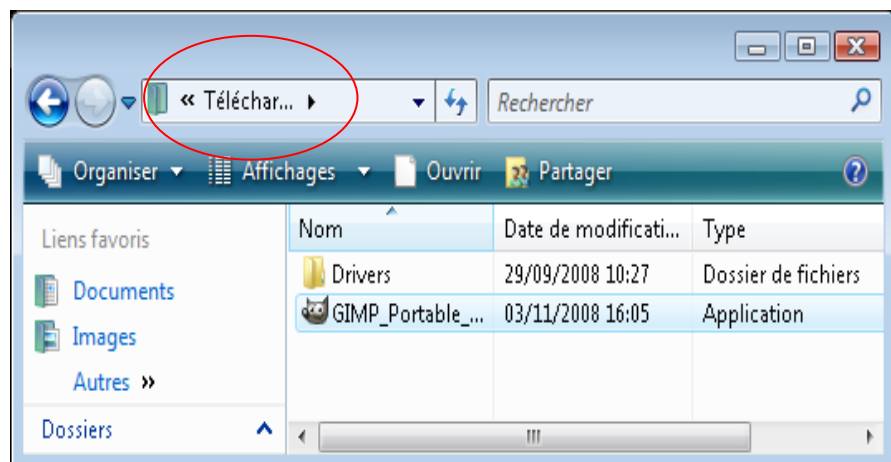 « Téléchar... Rechercher
Organiser Affichages Ouvrir Partager
Liens favoris
Documents
Images
Autres »
Dossiers
Nom Date de modificati... Type
Drivers 29/09/2008 10:27 Dossier de fichiers
GIMP_Portable_... 03/11/2008 16:05 Application